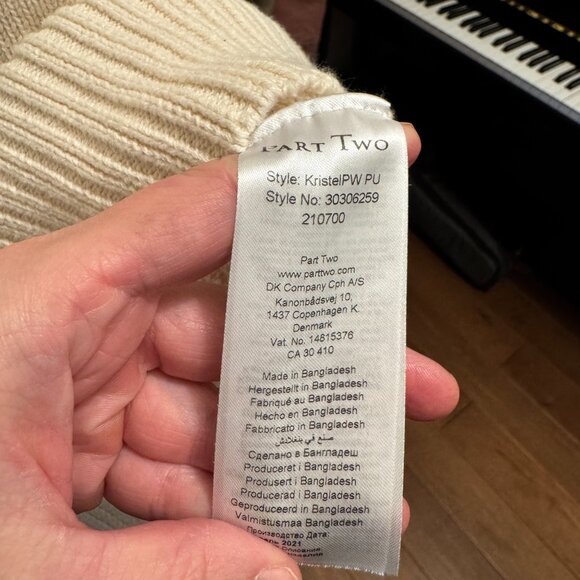 PART TWO
Style: KristelPW PU
Style No: 30306259
210700
Part Two
www.parttwo.com
DK Company Cph A/S
Kanonbådsvej 10,
1437 Copenhagen K.
Denmark
Vat. No. 14815376
CA 30 410
Made in Bangladesh
Hergestellt in Bangladesh
Fabriqué au Bangladesh
Hecho en Bangladesh
Fabbricato in Bangladesh
صنع في بنغلادش
Сделано в Бангладеш
Produceret i Bangladesh
Produsert i Bangladesh
Producerad i Bangladesh
Geproduceerd in Bangladesh
Valmistusmaa Bangladesh
Производство Дата:
2021